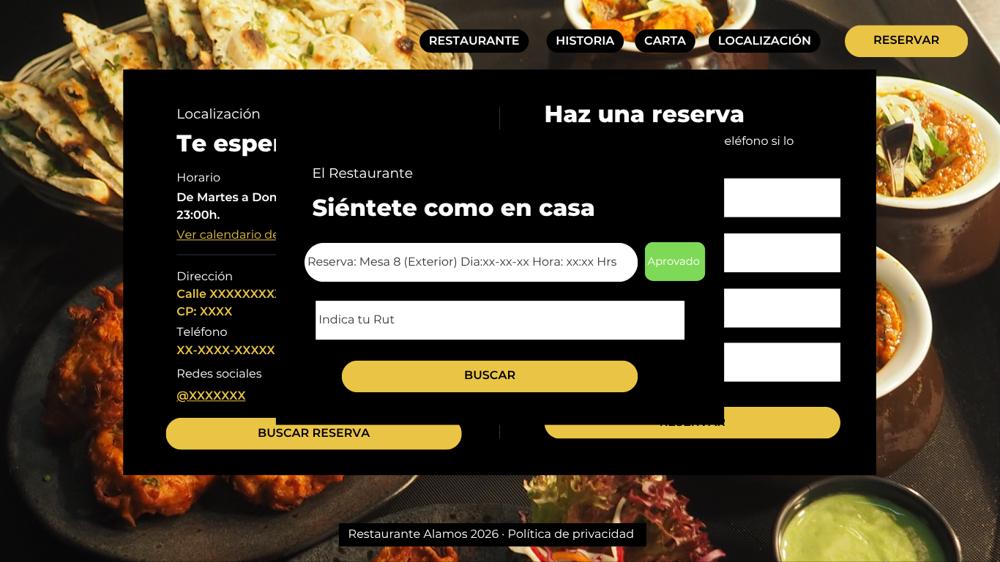 RESTAURANTE HISTORIA CARTA LOCALIZACIÓN RESERVAR
Localización
Te esper
Horario
De Martes a Don
23:00h.
Ver calendario de
Dirección
Calle XXXXXXXXX
CP: XXXX
Teléfono
XX-XXXX-XXXXX
Redes sociales
@XXXXXXX
BUSCAR RESERVA
El Restaurante
Siéntete como en casa
Reserva: Mesa 8 (Exterior) Dia:xx-xx-xx Hora: xx:xx Hrs
Aprovado
Indica tu Rut
BUSCAR
Haz una reserva
eléfono si lo
RESERVAR
Restaurante Alamos 2026 · Política de privacidad